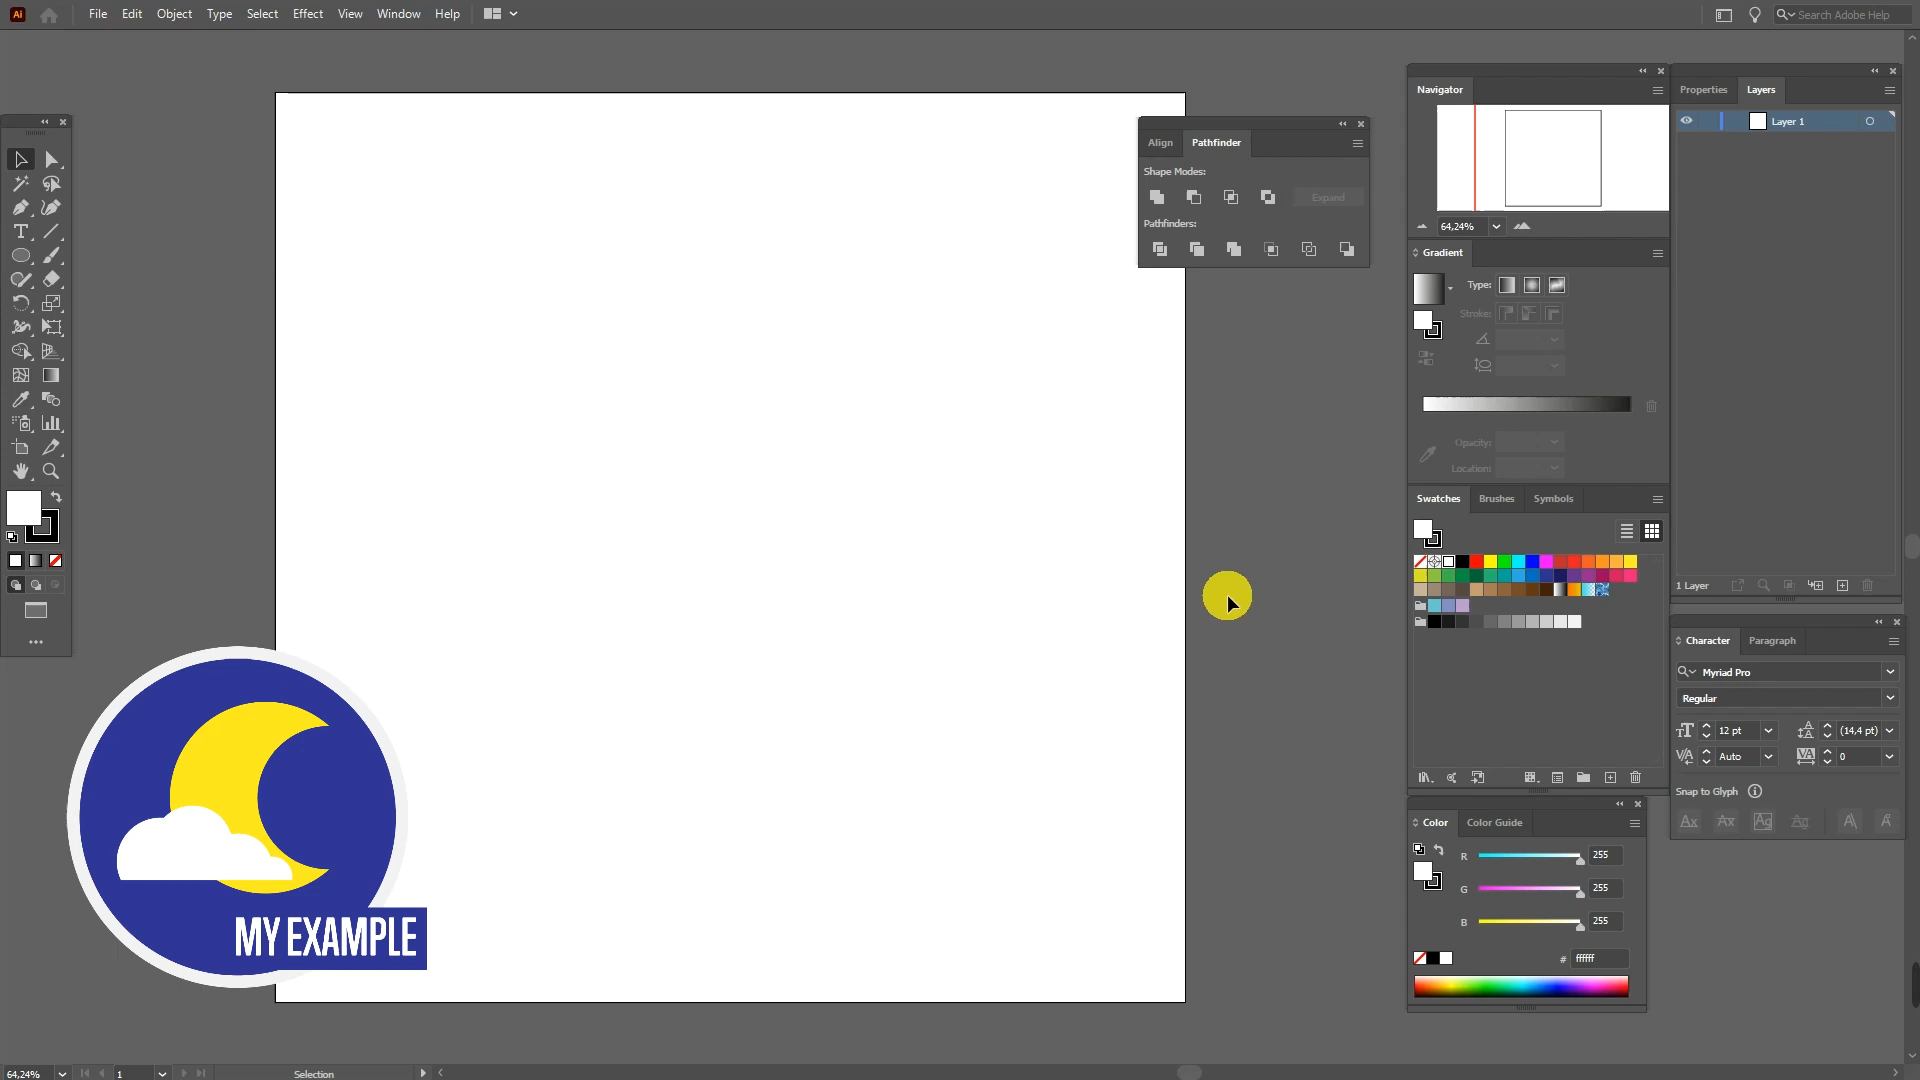 Ai
File Edit Object Type Select Effect View Window Help
Search Adobe Help
Align Pathfinder
Shape Modes:
Expand
Pathfinders:
Navigator
64,24%
Gradient
Type:
Stroke:
Opacity:
Location:
Swatches Brushes Symbols
Color Color Guide
R 255
G 255
B 255
# ffffff
Properties Layers
Layer 1
1 Layer
Character Paragraph
Myriad Pro
Regular
12 pt (14,4 pt)
Auto 0
Snap to Glyph
MY EXAMPLE
64,24% 1 Selection